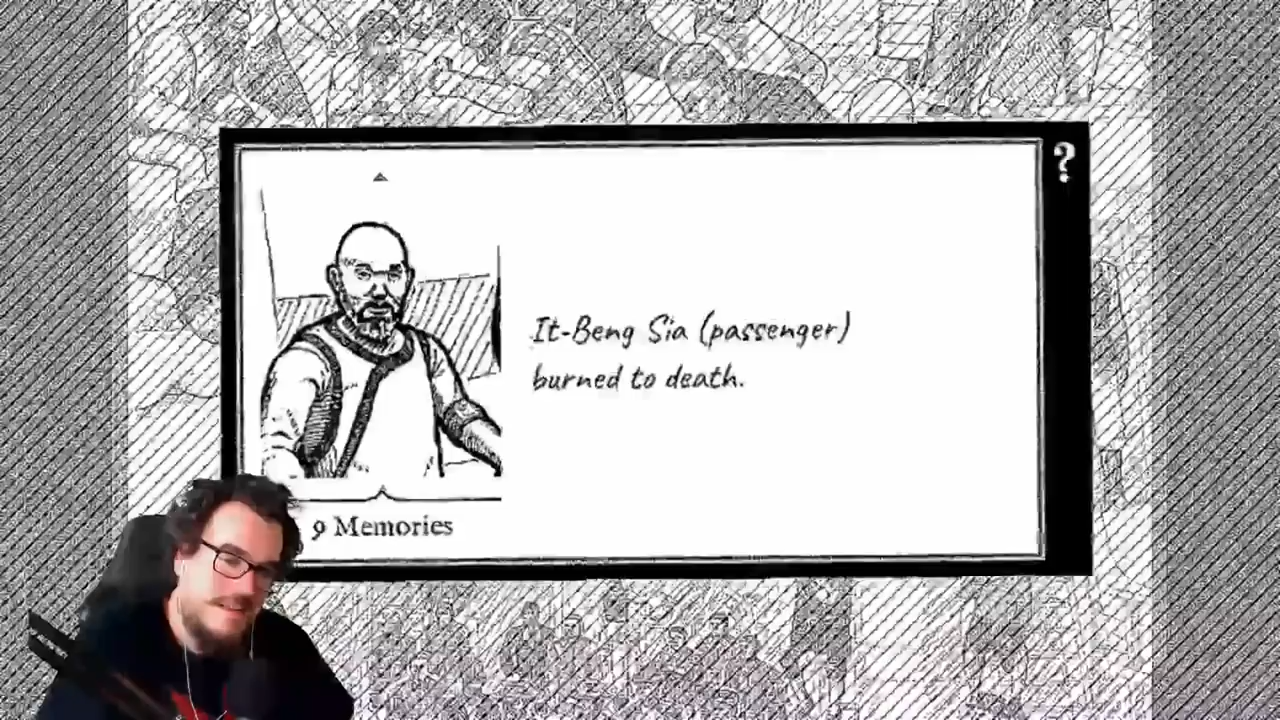 ?
It-Beng Sia (passenger)
burned to death.
9 Memories